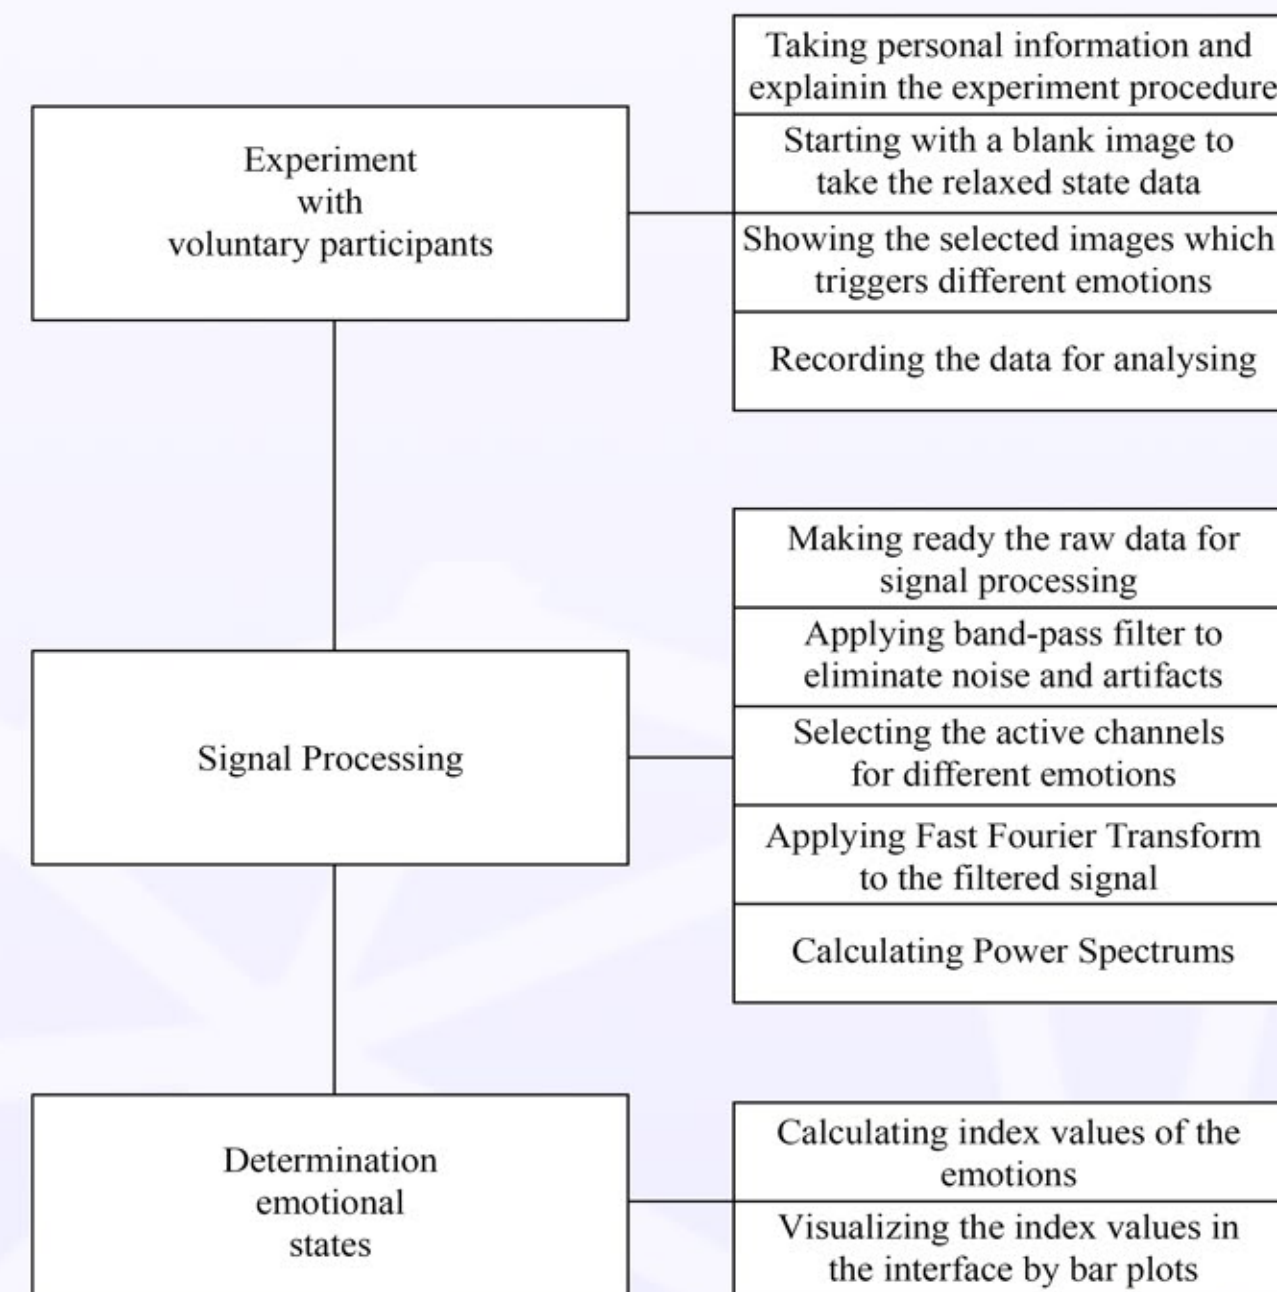 Experiment
with
voluntary participants
Taking personal information and
explainin the experiment procedure
Starting with a blank image to
take the relaxed state data
Showing the selected images which
triggers different emotions
Recording the data for analysing
Signal Processing
Making ready the raw data for
signal processing
Applying band-pass filter to
eliminate noise and artifacts
Selecting the active channels
for different emotions
Applying Fast Fourier Transform
to the filtered signal
Calculating Power Spectrums
Determination
emotional
states
Calculating index values of the
emotions
Visualizing the index values in
the interface by bar plots